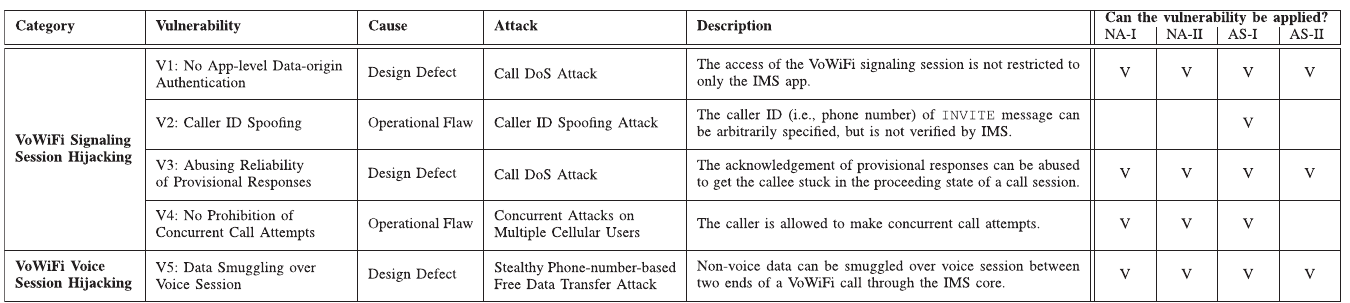 Can the vulnerability be applied?
Category Vulnerability Cause Attack Description NA-I NA-II AS-I AS-II
VoWiFi Signaling
Session Hijacking
V1: No App-level Data-origin
Authentication
Design Defect
Call DoS Attack
The access of the VoWiFi signaling session is not restricted to
only the IMS app.
V V V V
V2: Caller ID Spoofing
Operational Flaw
Caller ID Spoofing Attack
The caller ID (i.e., phone number) of INVITE message can
be arbitrarily specified, but is not verified by IMS.
V
V3: Abusing Reliability
of Provisional Responses
Design Defect
Call DoS Attack
The acknowledgement of provisional responses can be abused
to get the callee stuck in the proceeding state of a call session.
V V V V
V4: No Prohibition of
Concurrent Call Attempts
Operational Flaw
Concurrent Attacks on
Multiple Cellular Users
The caller is allowed to make concurrent call attempts.
V V V
VoWiFi Voice
Session Hijacking
V5: Data Smuggling over
Voice Session
Design Defect
Stealthy Phone-number-based
Free Data Transfer Attack
Non-voice data can be smuggled over voice session between
two ends of a VoWiFi call through the IMS core.
V V V V